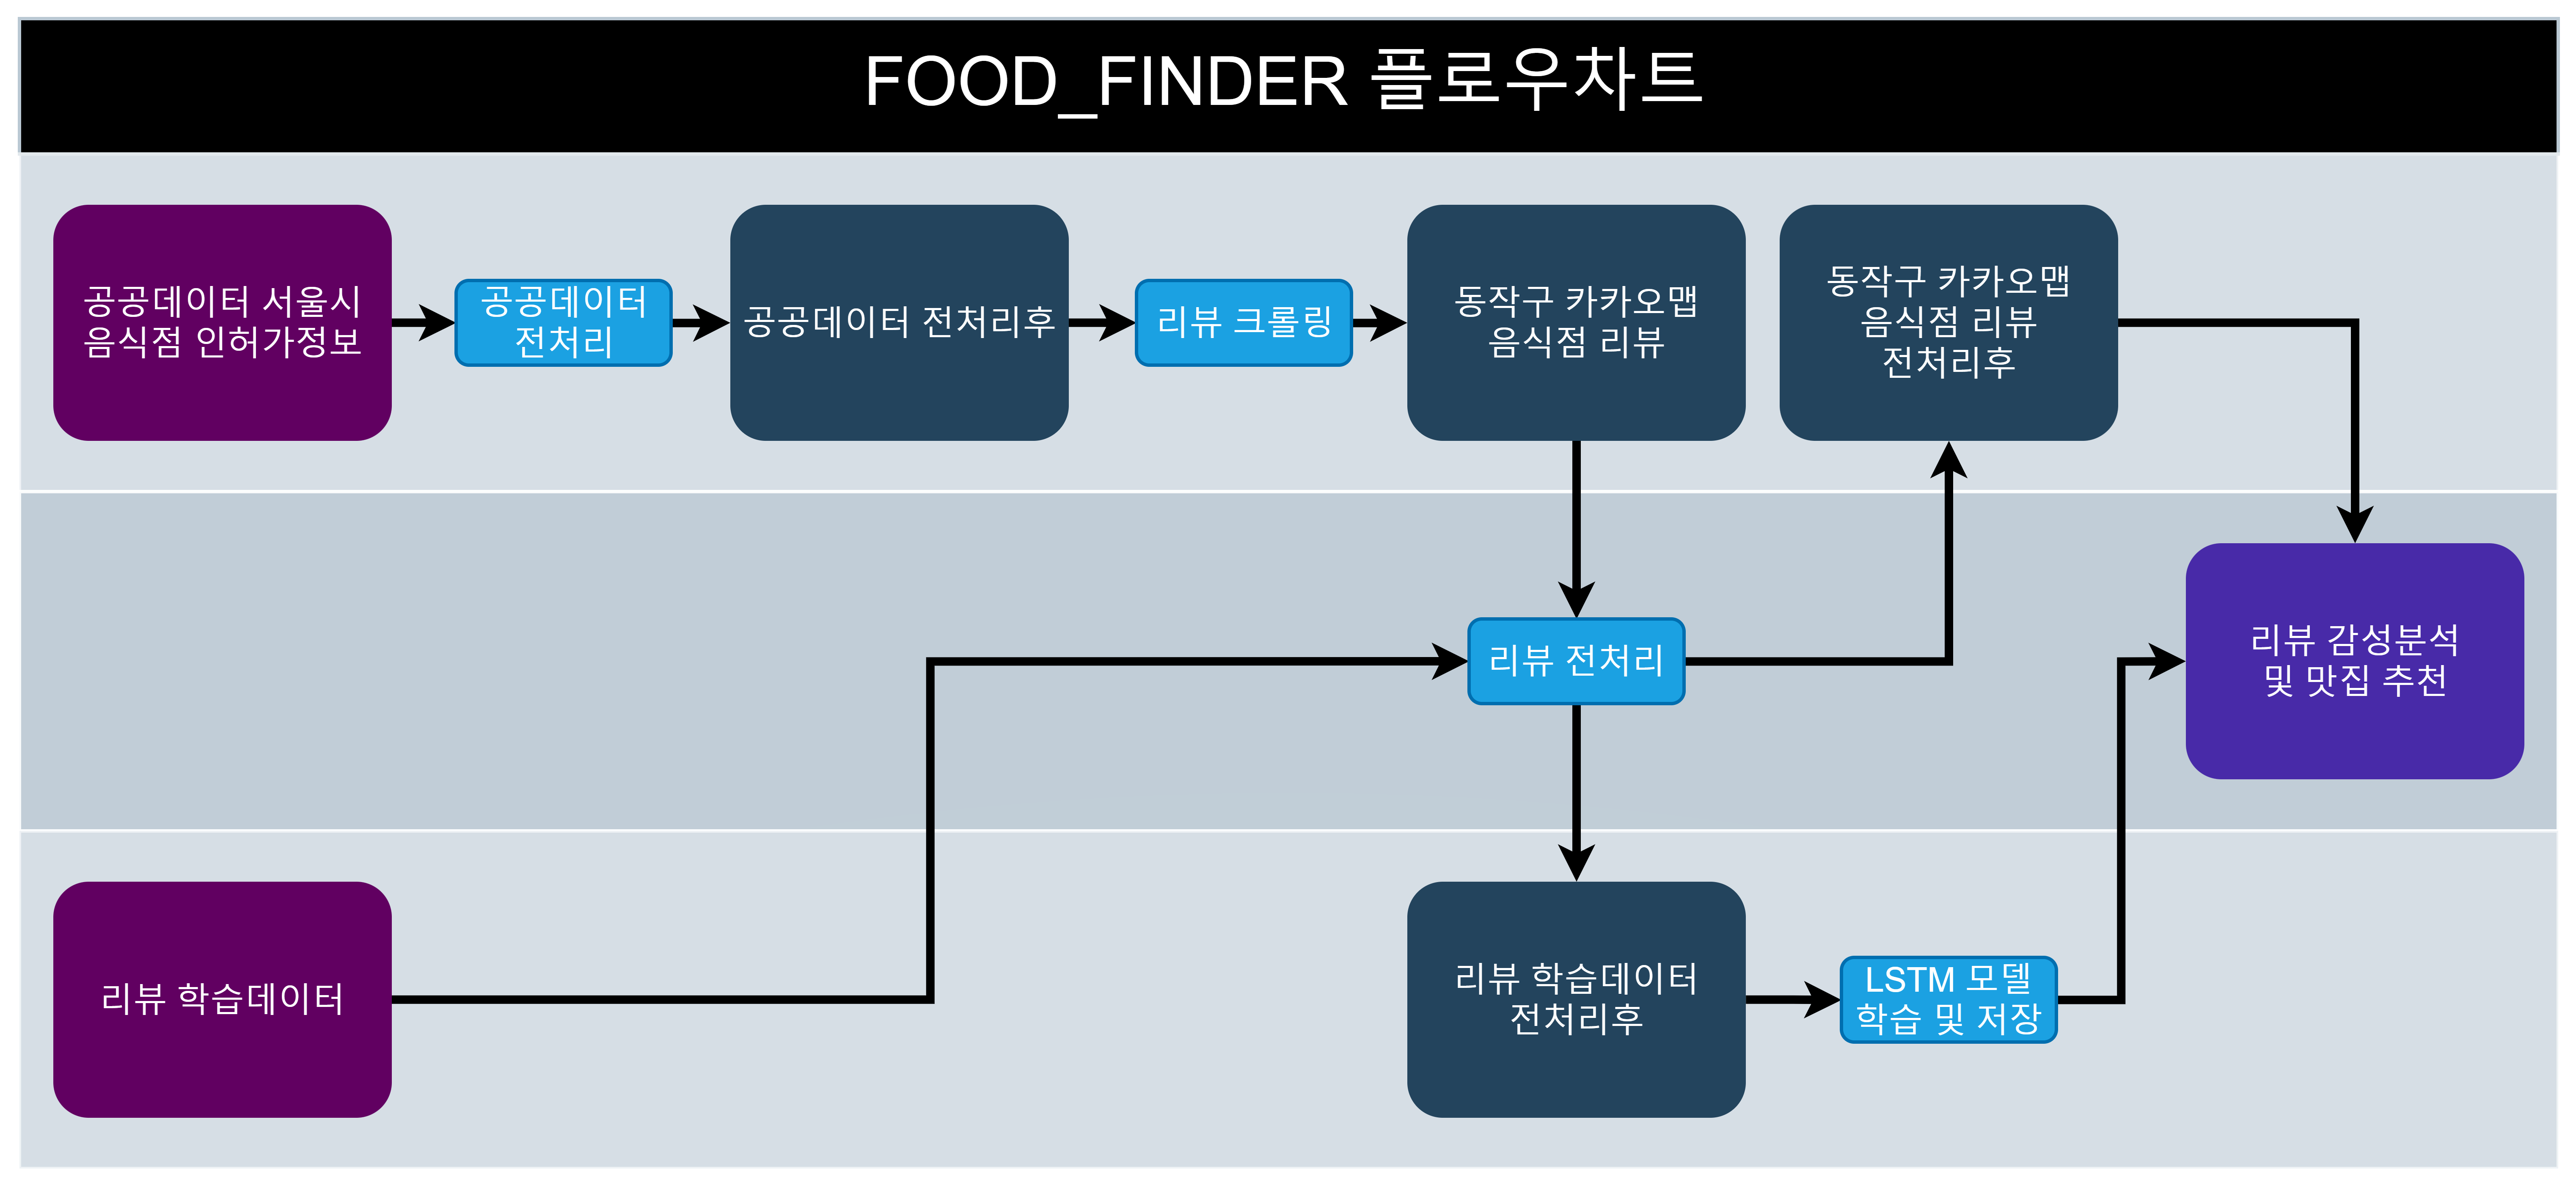 FOOD_FINDER 플로우차트
공공데이터 서울시
음식점 인허가정보
공공데이터
전처리
공공데이터 전처리후
리뷰 크롤링
동작구 카카오맵
음식점 리뷰
동작구 카카오맵
음식점 리뷰
전처리후
리뷰 전처리
리뷰 감성분석
및 맛집 추천
리뷰 학습데이터
리뷰 학습데이터
전처리후
LSTM 모델
학습 및 저장